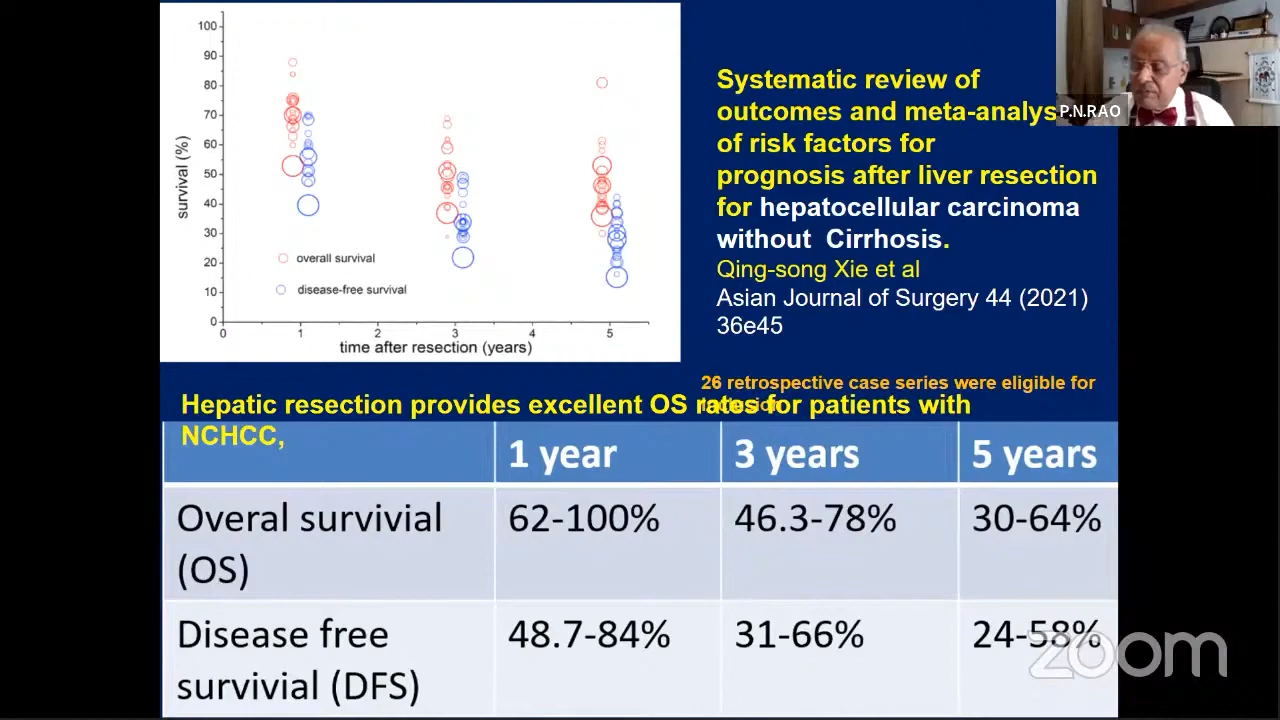 100
90
80
70
60
50
40
30
20
10
0
survival (%)
overall survival
disease-free survival
0 1 2 3 4 5
time after resection (years)
Systematic review of
outcomes and meta-analys
of risk factors for
prognosis after liver resection
for hepatocellular carcinoma
without Cirrhosis.
Qing-song Xie et al
Asian Journal of Surgery 44 (2021)
36e45
P.N.RAO
26 retrospective case series were eligible for
Hepatic resection provides excellent OS rates for patients with
NCHCC,
1 year 3 years 5 years
Overal survivial 62-100% 46.3-78% 30-64%
(OS)
Disease free 48.7-84% 31-66% 24-58%
survivial (DFS)
zoom